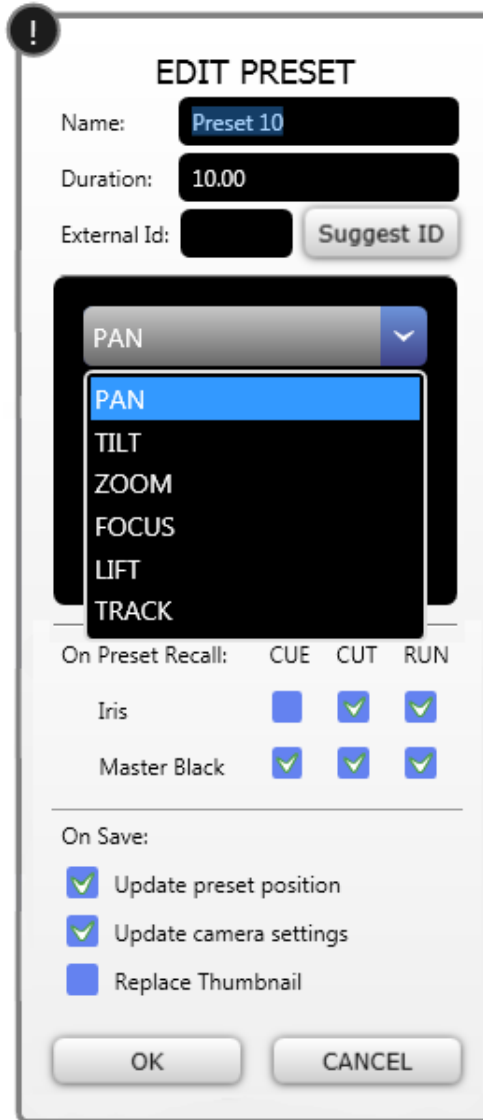 !
EDIT PRESET
Name: Preset 10
Duration: 10.00
External Id: Suggest ID
PAN
PAN
TILT
ZOOM
FOCUS
LIFT
TRACK
On Preset Recall: CUE CUT RUN
Iris
Master Black
On Save:
Update preset position
Update camera settings
Replace Thumbnail
OK CANCEL